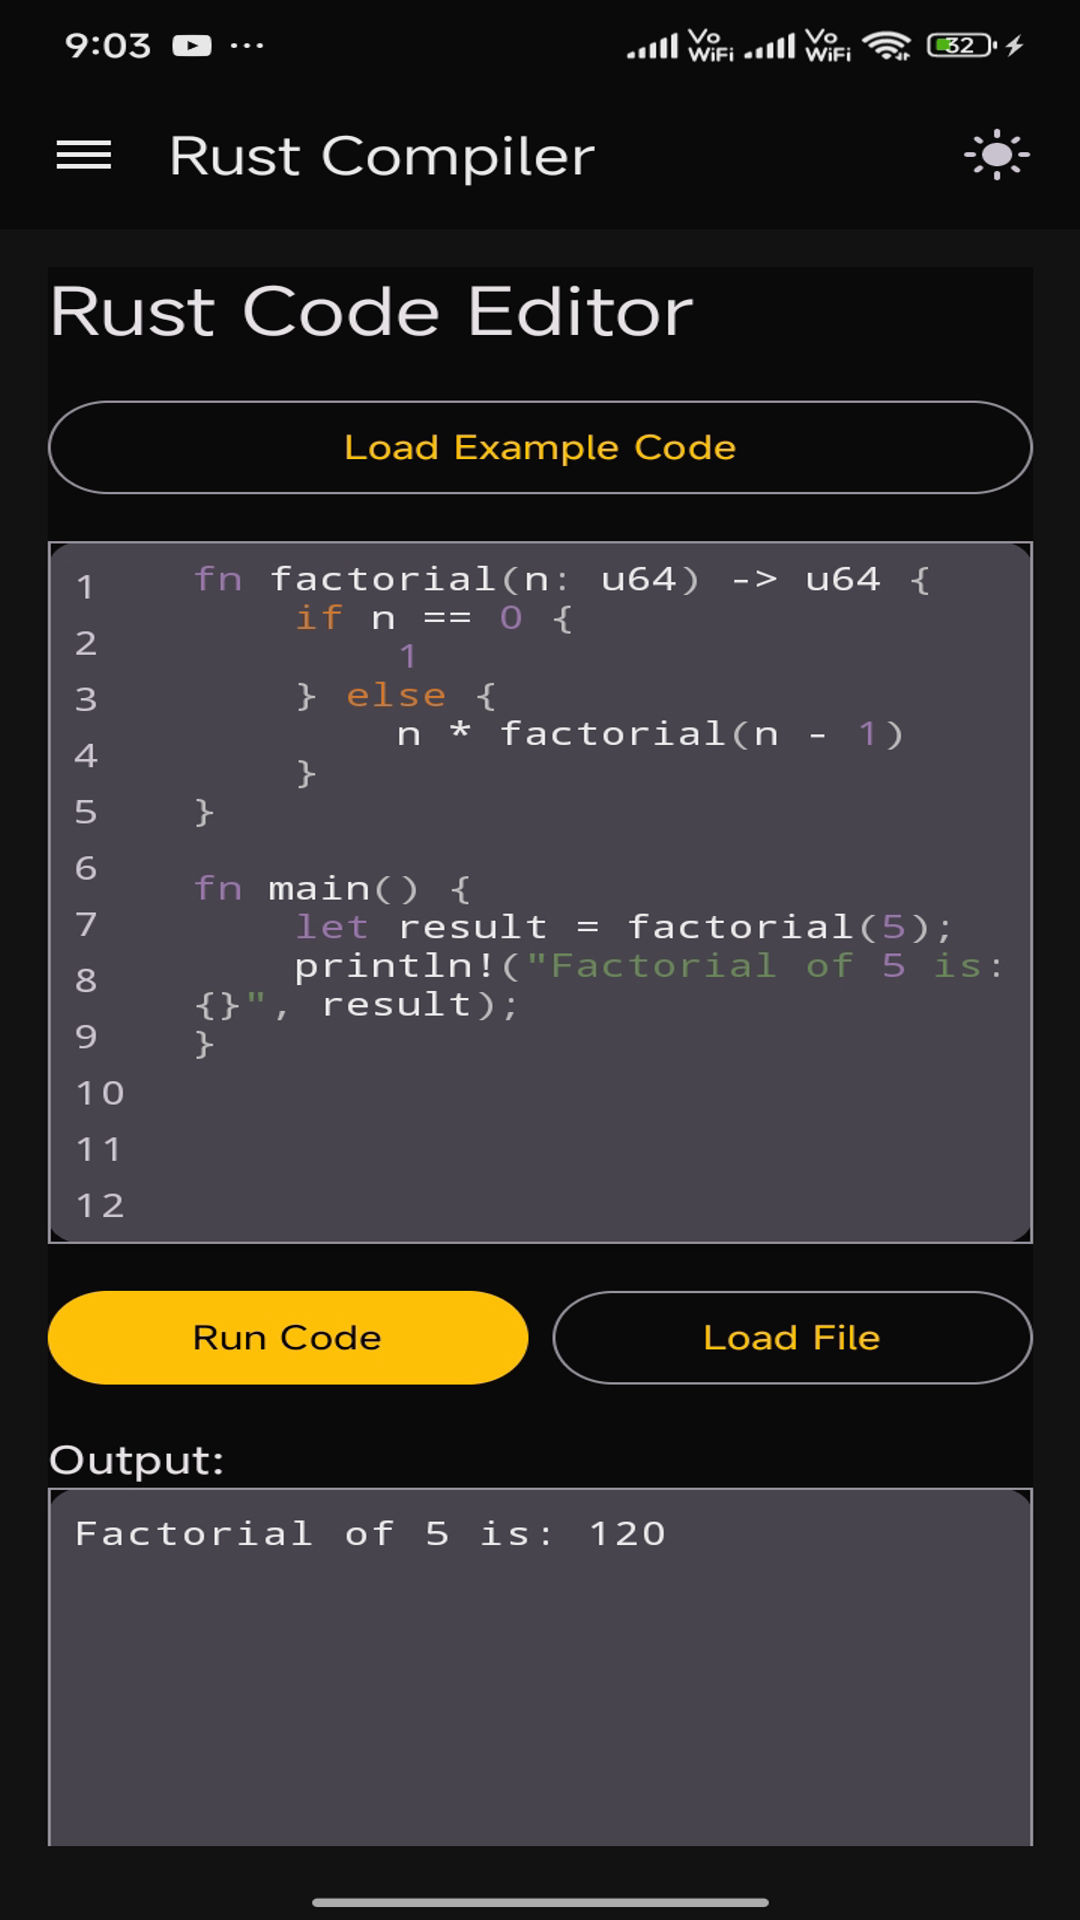 9:03 ... Vo WiFi Vo WiFi 32
Rust Compiler
Rust Code Editor
Load Example Code
1 fn factorial(n: u64) -> u64 {
2 if n == 0 {
1
3 } else {
n * factorial(n - 1)
4 }
5 }
6
fn main() {
7 let result = factorial(5);
8 println!("Factorial of 5 is:
{}", result);
9 }
10
11
12
Run Code Load File
Output:
Factorial of 5 is: 120